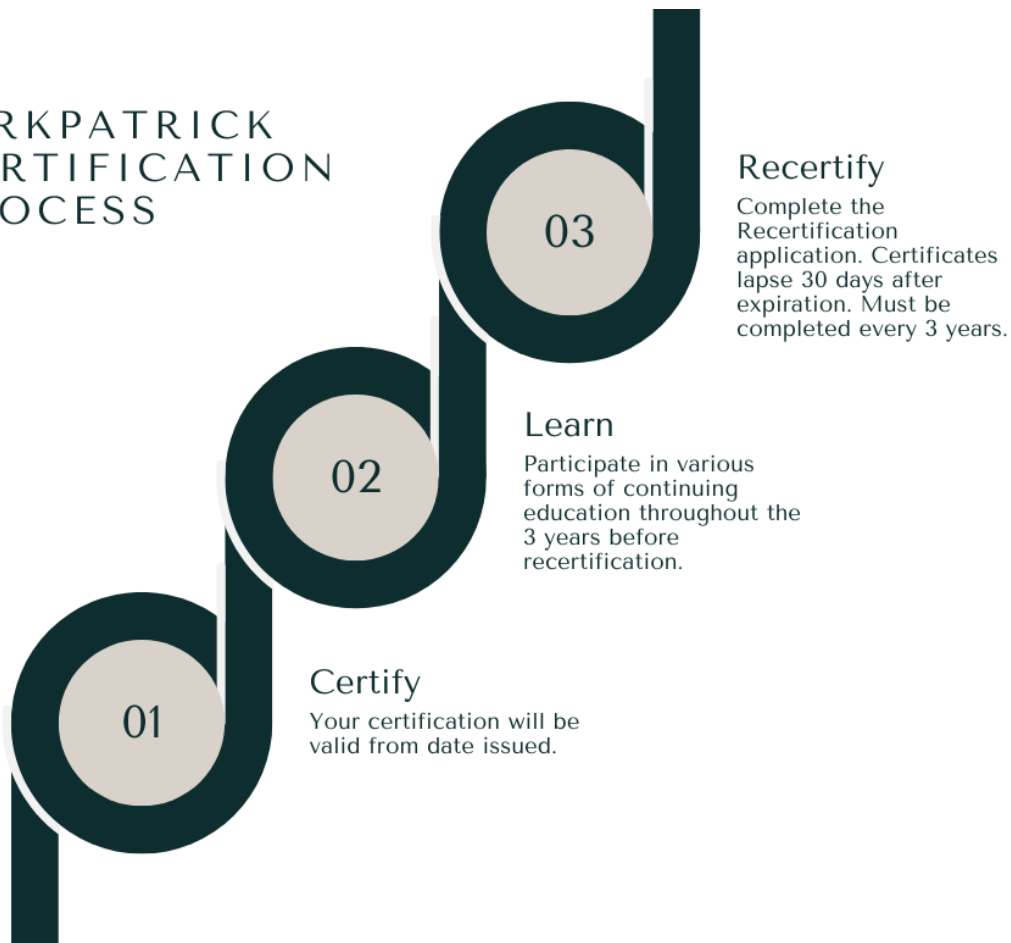 RKPATRICK
RTIFICATION
OCESS
03
Recertify
Complete the
Recertification
application. Certificates
lapse 30 days after
expiration. Must be
completed every 3 years.
02
Learn
Participate in various
forms of continuing
education throughout the
3 years before
recertification.
01
Certify
Your certification will be
valid from date issued.